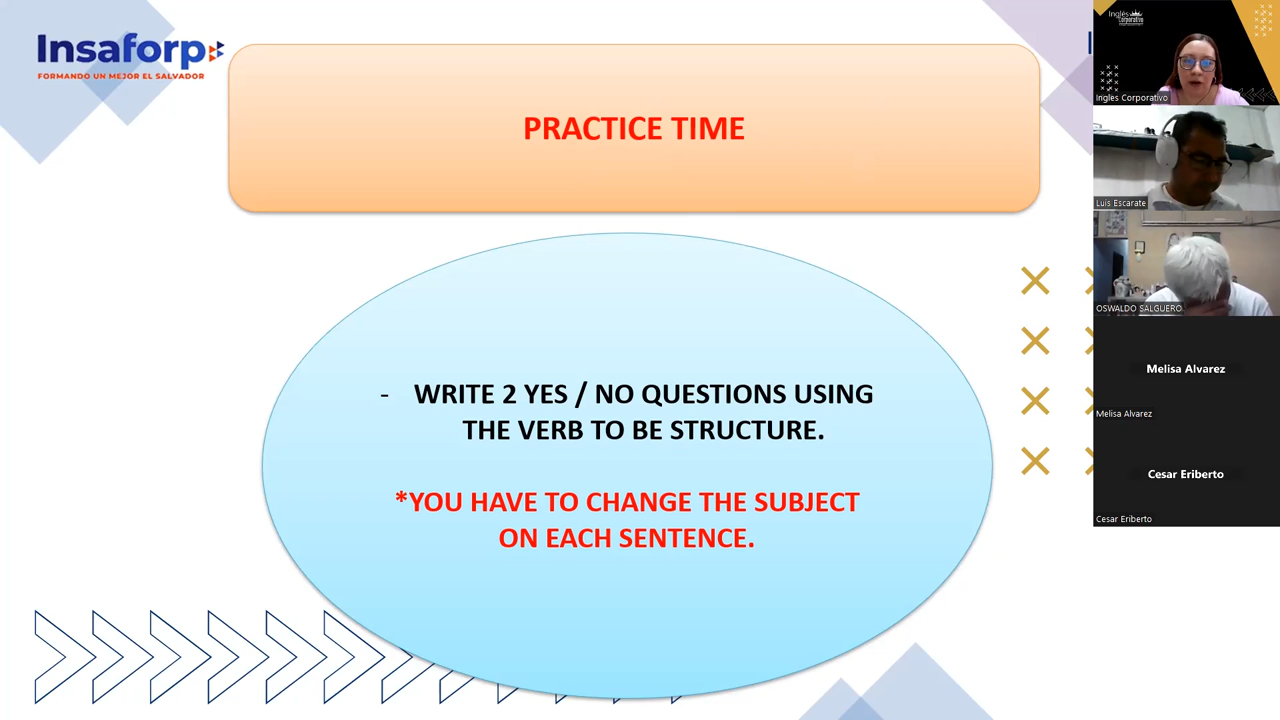 Insaforp
FORMANDO UN MEJOR EL SALVADOR
PRACTICE TIME
- WRITE 2 YES / NO QUESTIONS USING
THE VERB TO BE STRUCTURE.
*YOU HAVE TO CHANGE THE SUBJECT
ON EACH SENTENCE.
Inglés
Corporativo
Ingles Corporativo
Luis Escarate
OSWALDO SALGUERO
Melisa Alvarez
Melisa Alvarez
Cesar Eriberto
Cesar Eriberto